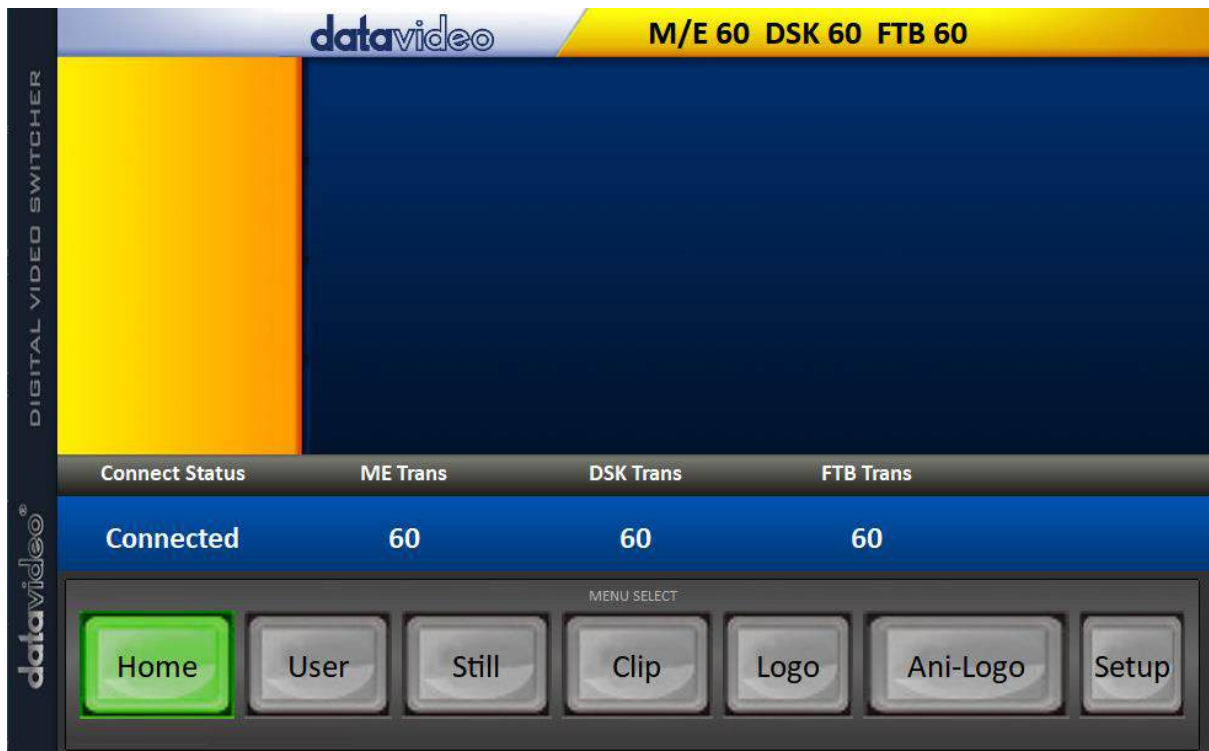 datavideo
M/E 60 DSK 60 FTB 60
DIGITAL VIDEO SWITCHER
datavideo®
Connect Status ME Trans DSK Trans FTB Trans
Connected 60 60 60
MENU SELECT
Home User Still Clip Logo Ani-Logo Setup